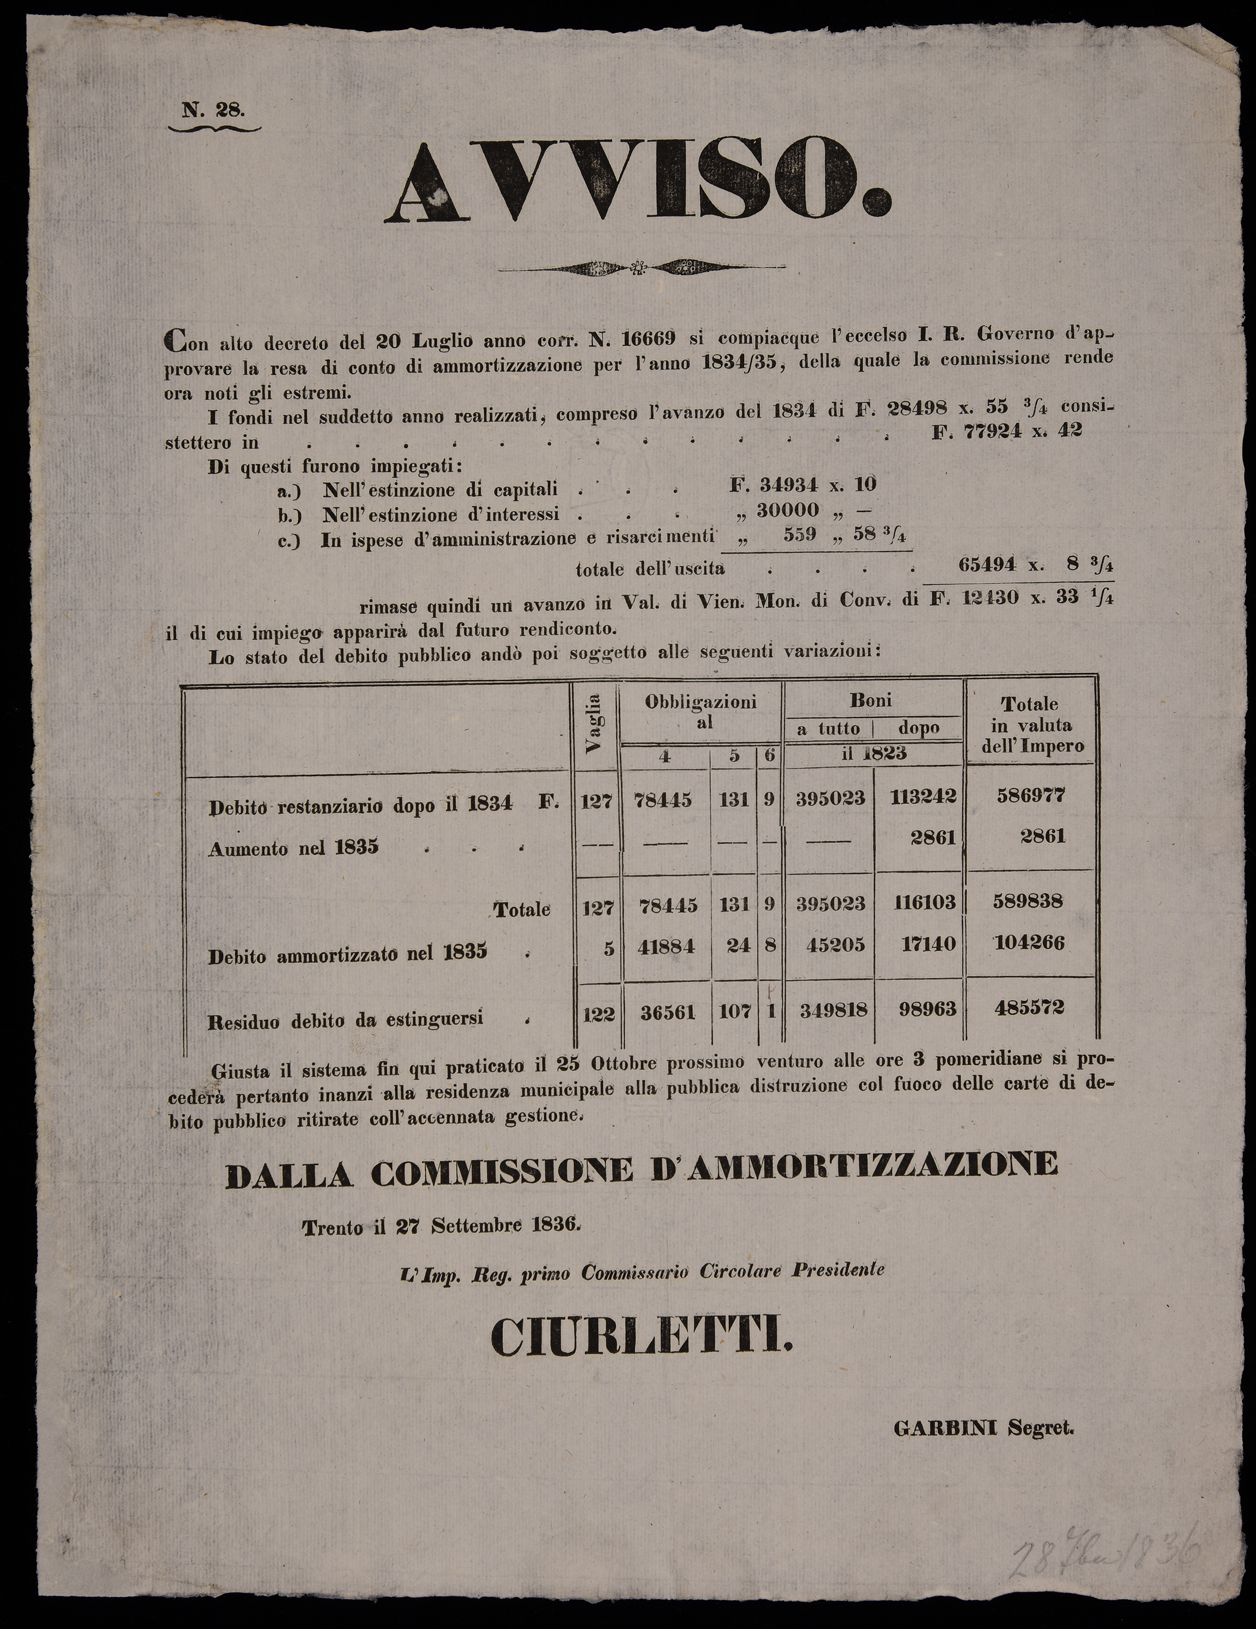 N. 28.
AVVISO.
Con alto decreto del 20 Luglio anno corr. N. 16669 si compiacque l'eccelso I. R. Governo d'ap-
provare la resa di conto di ammortizzazione per l'anno 1834/35, della quale la commissione rende
ora noti gli estremi.
I fondi nel suddetto anno realizzati, compreso l'avanzo del 1834 di F. 28498 x. 55 3/4 consi-
stettero in . . . . . . . . . . . . . F. 77924 x. 42
Di questi furono impiegati:
a.) Nell'estinzione di capitali . . . F. 34934 x. 10
b.) Nell'estinzione d'interessi . . . „ 30000 „ —
c.) In ispese d'amministrazione e risarcimenti „ 559 „ 58 3/4
totale dell'uscita . . . . 65494 x. 8 3/4
rimase quindi un avanzo in Val. di Vien. Mon. di Conv. di F. 12430 x. 33 1/4
il di cui impiego apparirà dal futuro rendiconto.
Lo stato del debito pubblico andò poi soggetto alle seguenti variazioni:
Vaglia Obbligazioni al Boni Totale in valuta dell'Impero
a tutto dopo
4 5 6 il 1823
Debito restanziario dopo il 1834 F. 127 78445 131 9 395023 113242 586977
Aumento nel 1835 . . . — — — — — 2861 2861
Totale 127 78445 131 9 395023 116103 589838
Debito ammortizzato nel 1835 . 5 41884 24 8 45205 17140 104266
Residuo debito da estinguersi . 122 36561 107 1 349818 98963 485572
Giusta il sistema fin qui praticato il 25 Ottobre prossimo venturo alle ore 3 pomeridiane si pro-
cederà pertanto inanzi alla residenza municipale alla pubblica distruzione col fuoco delle carte di de-
bito pubblico ritirate coll'accennata gestione.
DALLA COMMISSIONE D'AMMORTIZZAZIONE
Trento il 27 Settembre 1836.
L'Imp. Reg. primo Commissario Circolare Presidente
CIURLETTI.
GARBINI Segret.
28 7br 1836